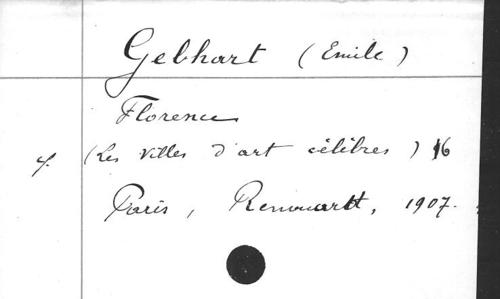 Gebhart (Emile)
Florence
4. (Les villes d'art célèbres) 16
Paris, Renouard, 1907.